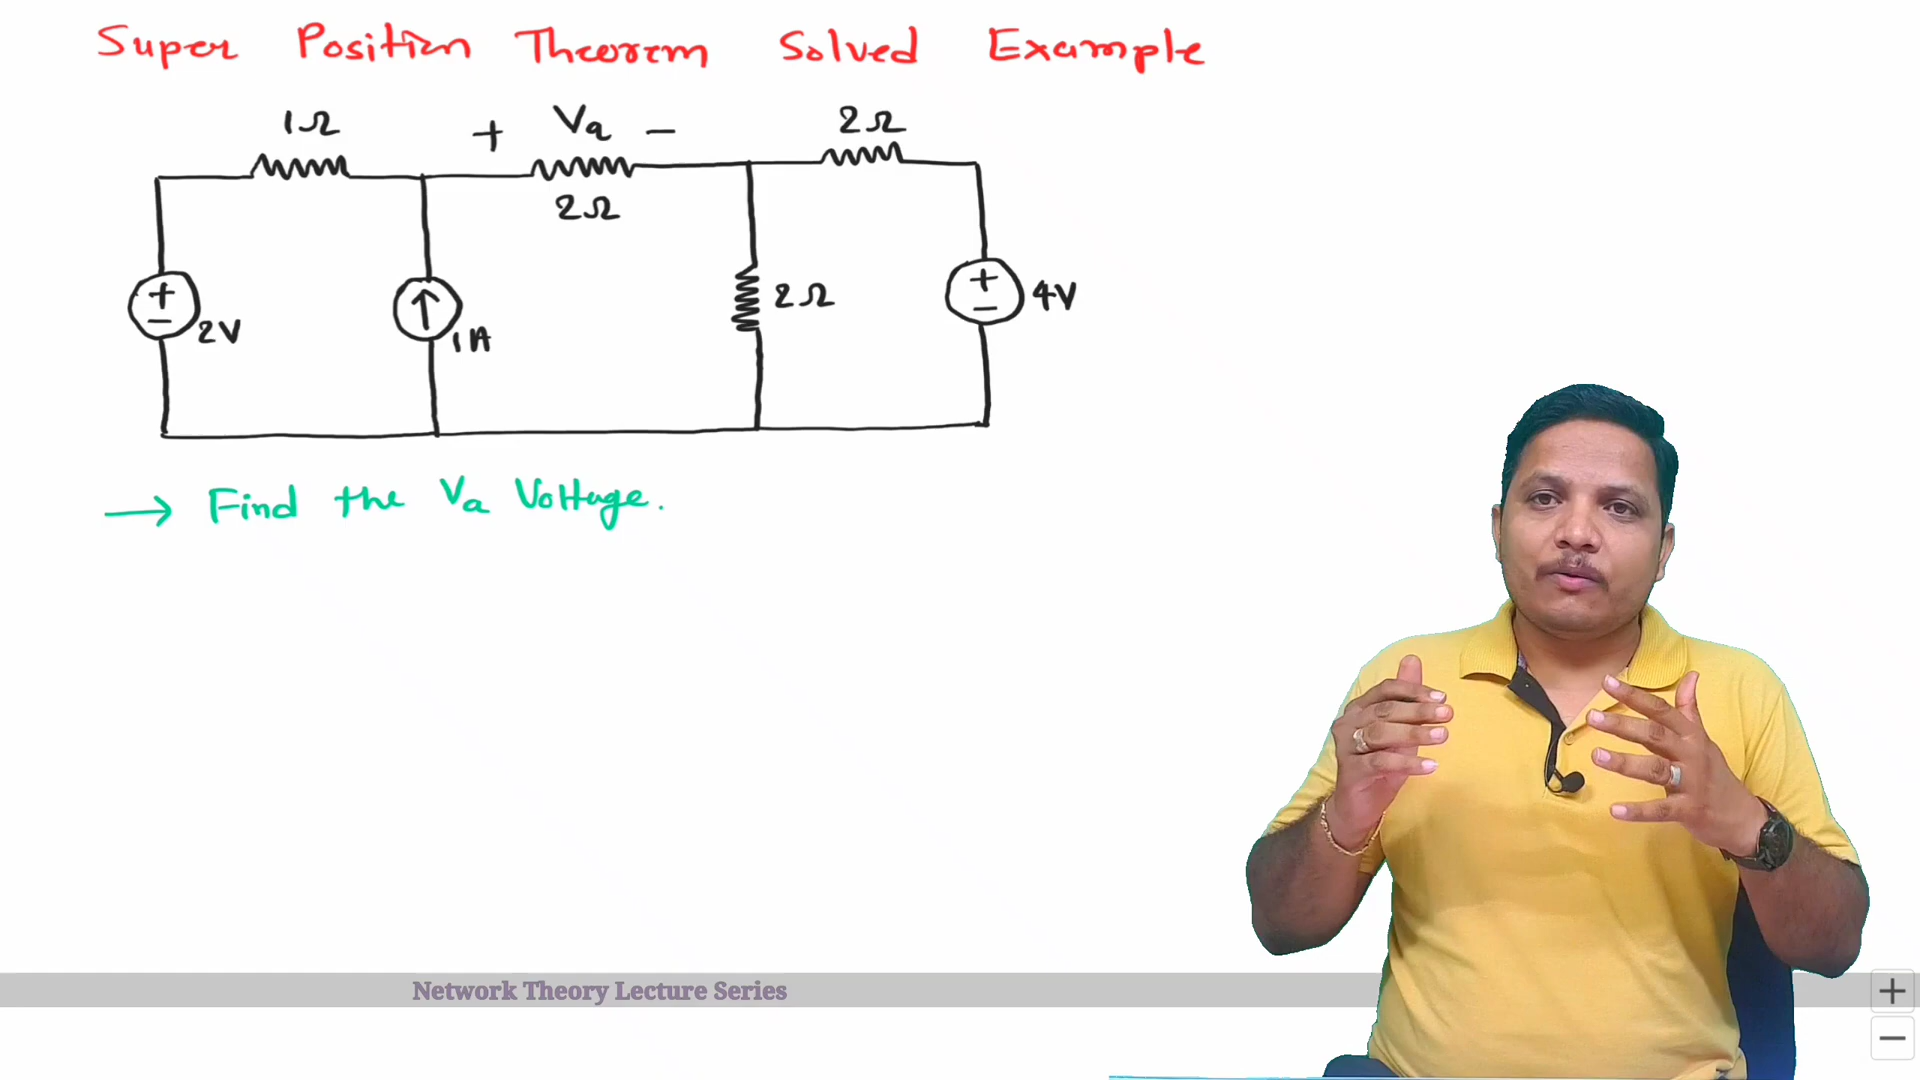 Super Position Theorem Solved Example
1Ω
+ Va −
2Ω
2Ω
+
−
2V
1A
2Ω
+
−
4V
→ Find the Va Voltage.
Network Theory Lecture Series
+
−